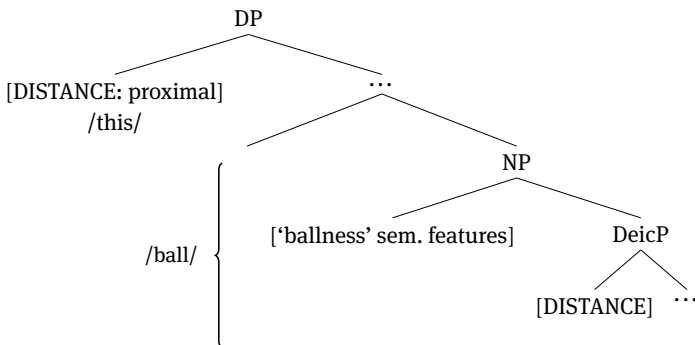 DP
[DISTANCE: proximal] …
/this/
NP
[‘ballness’ sem. features] DeicP
/ball/
[DISTANCE] …